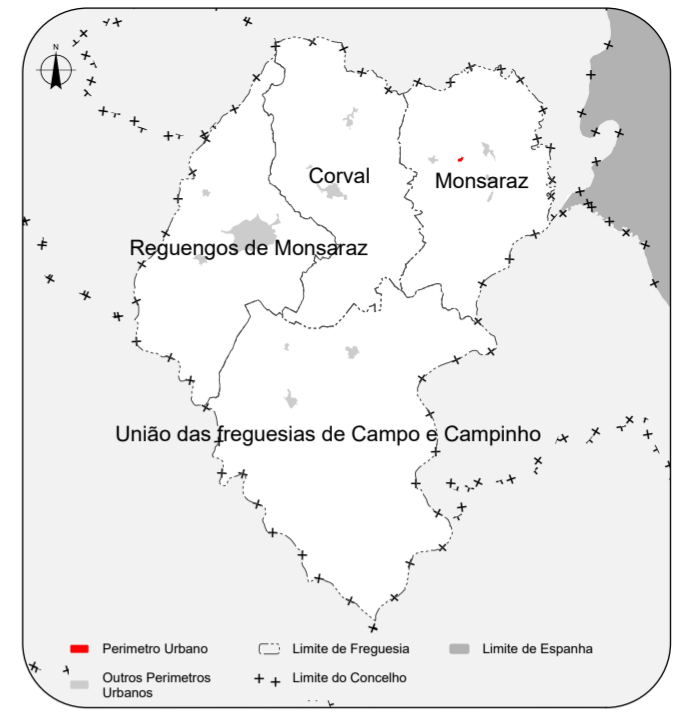 N
Corval
Monsaraz
Reguengos de Monsaraz
União das freguesias de Campo e Campinho
Perimetro Urbano
Limite de Freguesia
Limite de Espanha
Outros Perimetros
Urbanos
Limite do Concelho